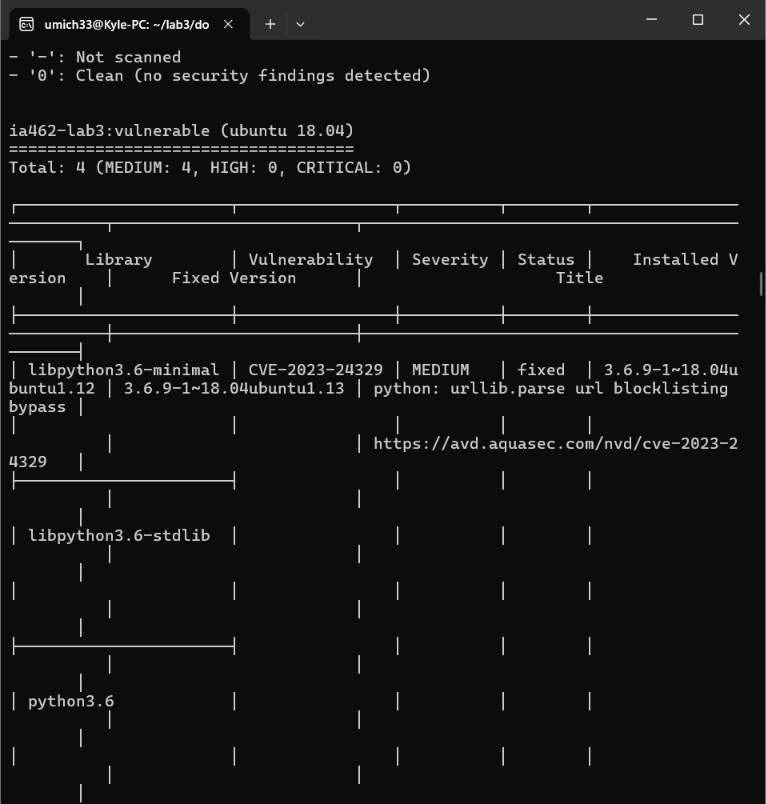 umich33@Kyle-PC: ~/lab3/do
- '-': Not scanned
- '0': Clean (no security findings detected)
ia462-lab3:vulnerable (ubuntu 18.04)
====================================
Total: 4 (MEDIUM: 4, HIGH: 0, CRITICAL: 0)
│ Library │ Vulnerability │ Severity │ Status │ Installed V
ersion │ Fixed Version │ Title
│ libpython3.6-minimal │ CVE-2023-24329 │ MEDIUM │ fixed │ 3.6.9-1~18.04u
buntu1.12 │ 3.6.9-1~18.04ubuntu1.13 │ python: urllib.parse url blocklisting
bypass │
│ https://avd.aquasec.com/nvd/cve-2023-2
4329 │
│ libpython3.6-stdlib │
│ python3.6 │